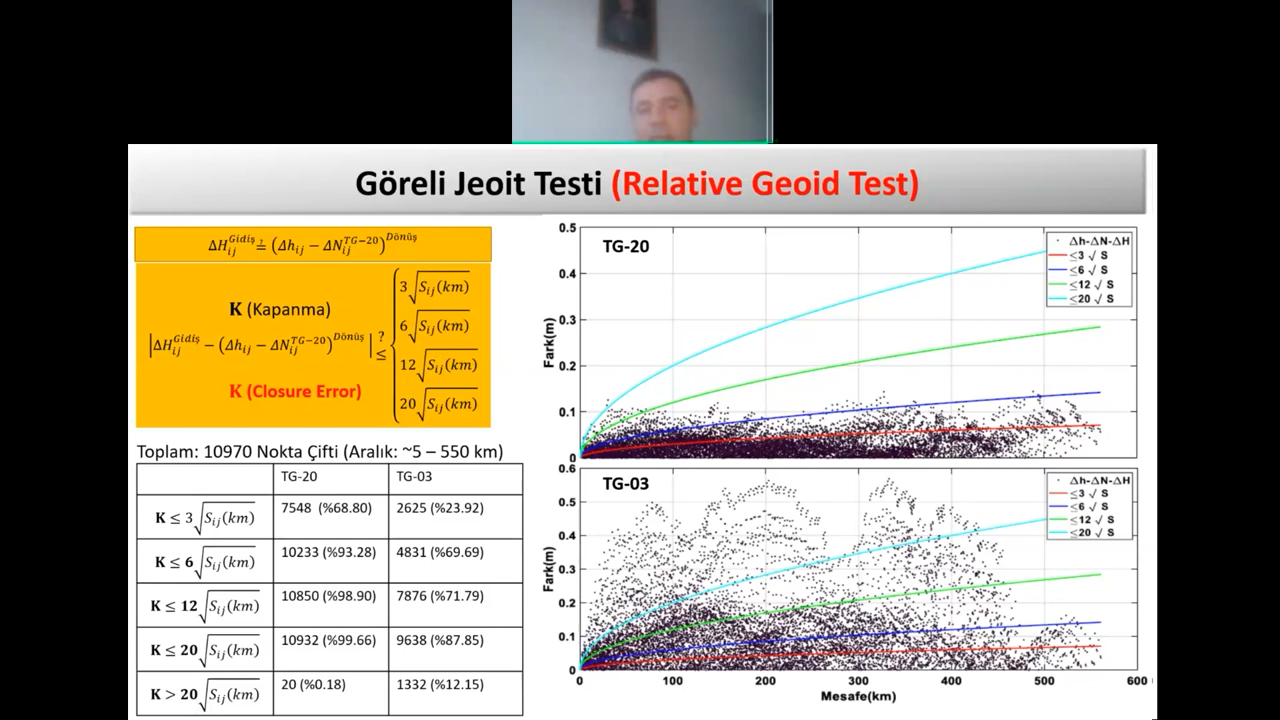 Göreli Jeoit Testi (Relative Geoid Test)
ΔH_ij^Gidiş ?= (Δh_ij − ΔN_ij^TG−20)^Dönüş
K (Kapanma)
|ΔH_ij^Gidiş − (Δh_ij − ΔN_ij^TG−20)^Dönüş| ?≤
3√S_ij(km)
6√S_ij(km)
12√S_ij(km)
20√S_ij(km)
K (Closure Error)
Toplam: 10970 Nokta Çifti (Aralık: ~5 – 550 km)
TG-20 TG-03
K ≤ 3√S_ij(km) 7548 (%68.80) 2625 (%23.92)
K ≤ 6√S_ij(km) 10233 (%93.28) 4831 (%69.69)
K ≤ 12√S_ij(km) 10850 (%98.90) 7876 (%71.79)
K ≤ 20√S_ij(km) 10932 (%99.66) 9638 (%87.85)
K > 20√S_ij(km) 20 (%0.18) 1332 (%12.15)
TG-20
Fark(m)
0.5
0.4
0.3
0.2
0.1
0
Δh-ΔN-ΔH
≤3 √ S
≤6 √ S
≤12 √ S
≤20 √ S
TG-03
Fark(m)
0.6
0.5
0.4
0.3
0.2
0.1
0
Δh-ΔN-ΔH
≤3 √ S
≤6 √ S
≤12 √ S
≤20 √ S
0 100 200 300 400 500 600
Mesafe(km)